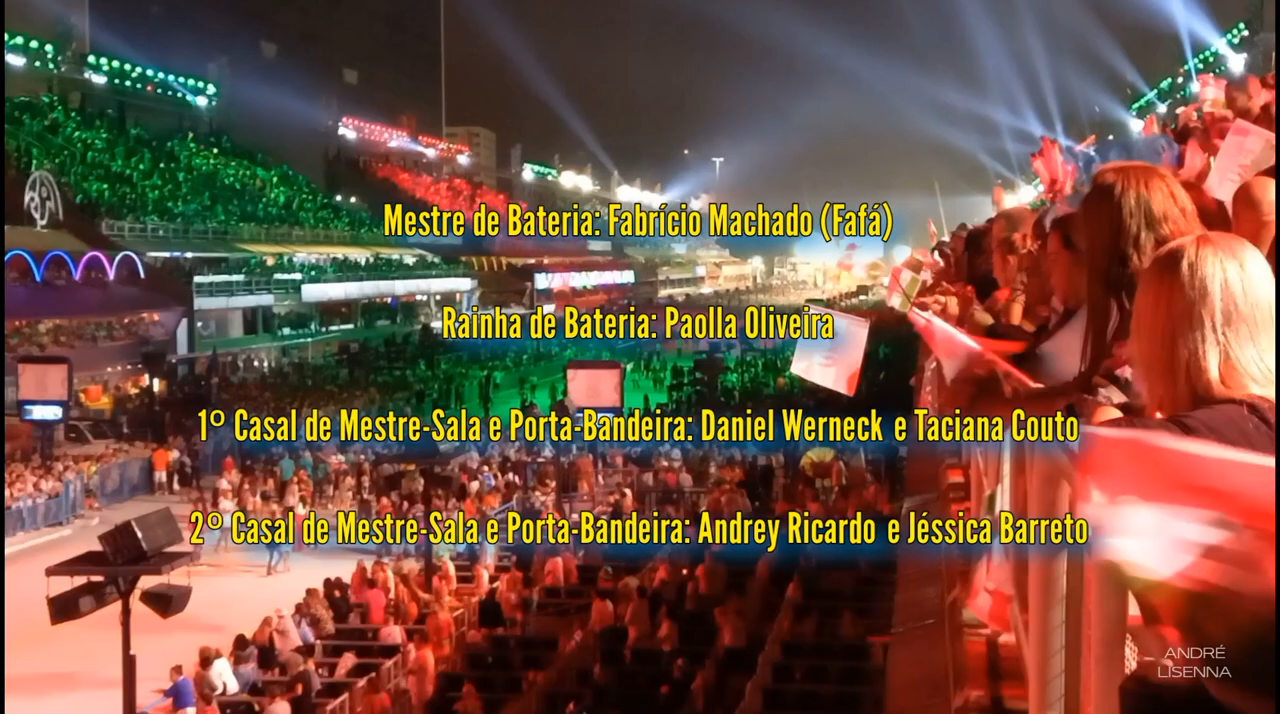 Mestre de Bateria: Fabrício Machado (Fafá)
Rainha de Bateria: Paolla Oliveira
1º Casal de Mestre-Sala e Porta-Bandeira: Daniel Werneck e Taciana Couto
2º Casal de Mestre-Sala e Porta-Bandeira: Andrey Ricardo e Jéssica Barreto
ANDRÉ
LISENNA